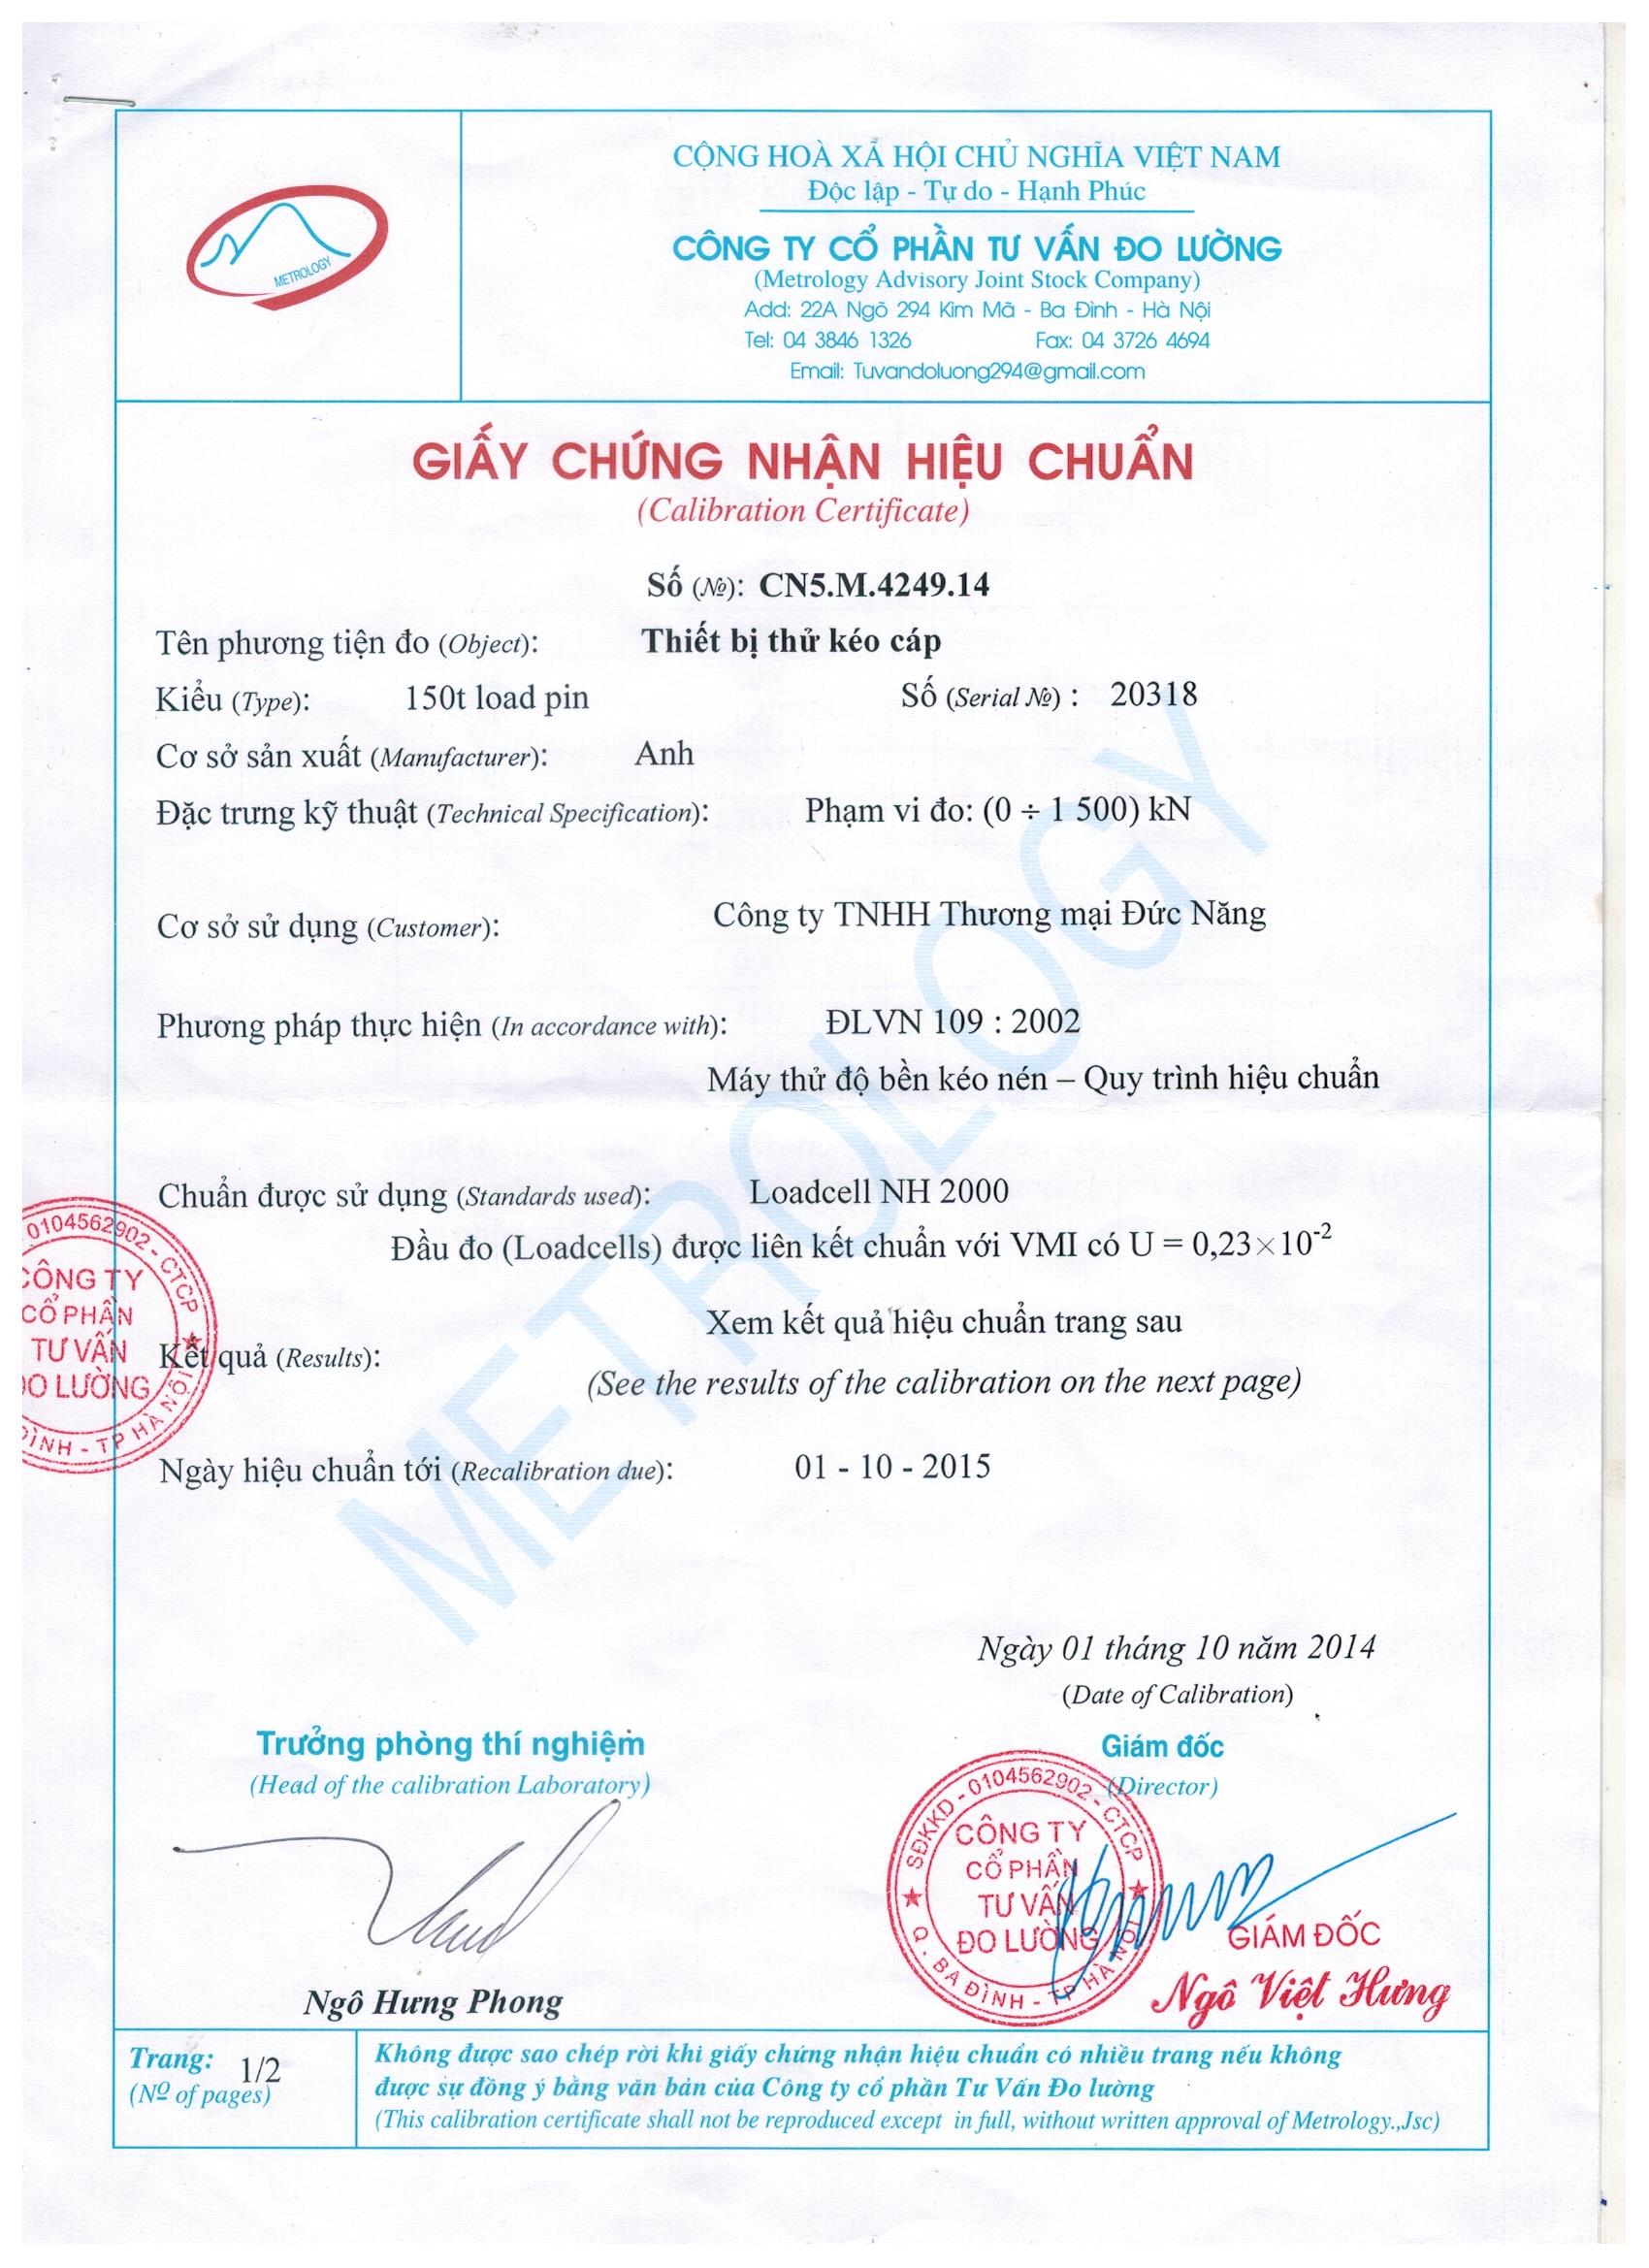 METROLOGY
CỘNG HOÀ XẢ HỘI CHỦ NGHĨA VIỆT NAM
Độc lập - Tự do - Hạnh Phúc
CÔNG TY CỔ PHẦN TƯ VẤN ĐO LƯỜNG
(Metrology Advisory Joint Stock Company)
Add: 22A Ngõ 294 Kim Mã - Ba Đình - Hà Nội
Tel: 04 3846 1326 Fax: 04 3726 4694
Email: Tuvandoluong294@gmail.com
GIẤY CHỨNG NHẬN HIỆU CHUẨN
(Calibration Certificate)
Số (№): CN5.M.4249.14
Tên phương tiện đo (Object): Thiết bị thử kéo cáp
Kiểu (Type): 150t load pin Số (Serial №) : 20318
Cơ sở sản xuất (Manufacturer): Anh
Đặc trưng kỹ thuật (Technical Specification): Phạm vi đo: (0 ÷ 1 500) kN
Cơ sở sử dụng (Customer): Công ty TNHH Thương mại Đức Năng
Phương pháp thực hiện (In accordance with): ĐLVN 109 : 2002
Máy thử độ bền kéo nén – Quy trình hiệu chuẩn
Chuẩn được sử dụng (Standards used): Loadcell NH 2000
Đầu đo (Loadcells) được liên kết chuẩn với VMI có U = 0,23×10⁻²
Xem kết quả hiệu chuẩn trang sau
Kết quả (Results):
(See the results of the calibration on the next page)
Ngày hiệu chuẩn tới (Recalibration due): 01 - 10 - 2015
METROLOGY
0104562902 - CTCP
CÔNG TY
CỔ PHẦN
TƯ VẤN
ĐO LƯỜNG
ĐÌNH - TP HÀ NỘI
Ngày 01 tháng 10 năm 2014
(Date of Calibration)
Trưởng phòng thí nghiệm
(Head of the calibration Laboratory)
Giám đốc
(Director)
SĐKKD - 0104562902 - CTCP
CÔNG TY
CỔ PHẦN
TƯ VẤN
ĐO LƯỜNG
Q. BA ĐÌNH - TP HÀ NỘI
GIÁM ĐỐC
Ngô Việt Hưng
Ngô Hưng Phong
Trang: 1/2
(Nº of pages)
Không được sao chép rời khi giấy chứng nhận hiệu chuẩn có nhiều trang nếu không
được sự đồng ý bằng văn bản của Công ty cổ phần Tư Vấn Đo lường
(This calibration certificate shall not be reproduced except in full, without written approval of Metrology.,Jsc)